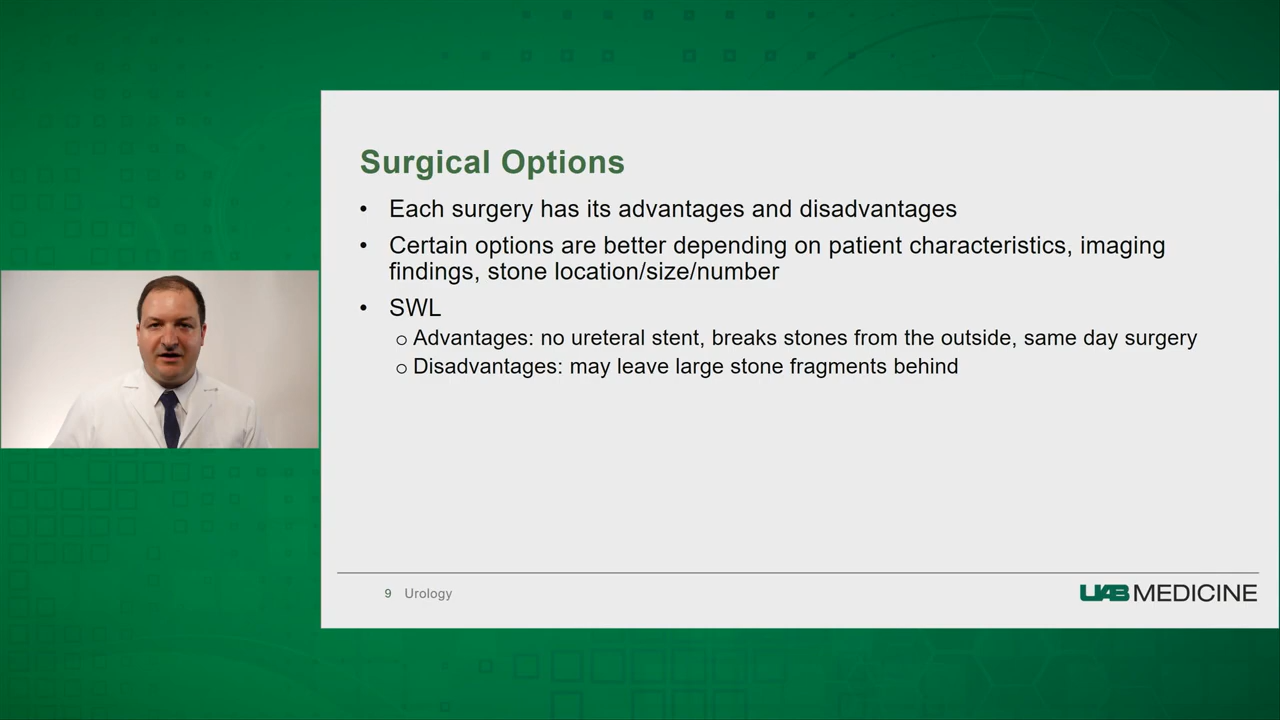 Surgical Options
• Each surgery has its advantages and disadvantages
• Certain options are better depending on patient characteristics, imaging
findings, stone location/size/number
• SWL
o Advantages: no ureteral stent, breaks stones from the outside, same day surgery
o Disadvantages: may leave large stone fragments behind
9 Urology
UAB MEDICINE